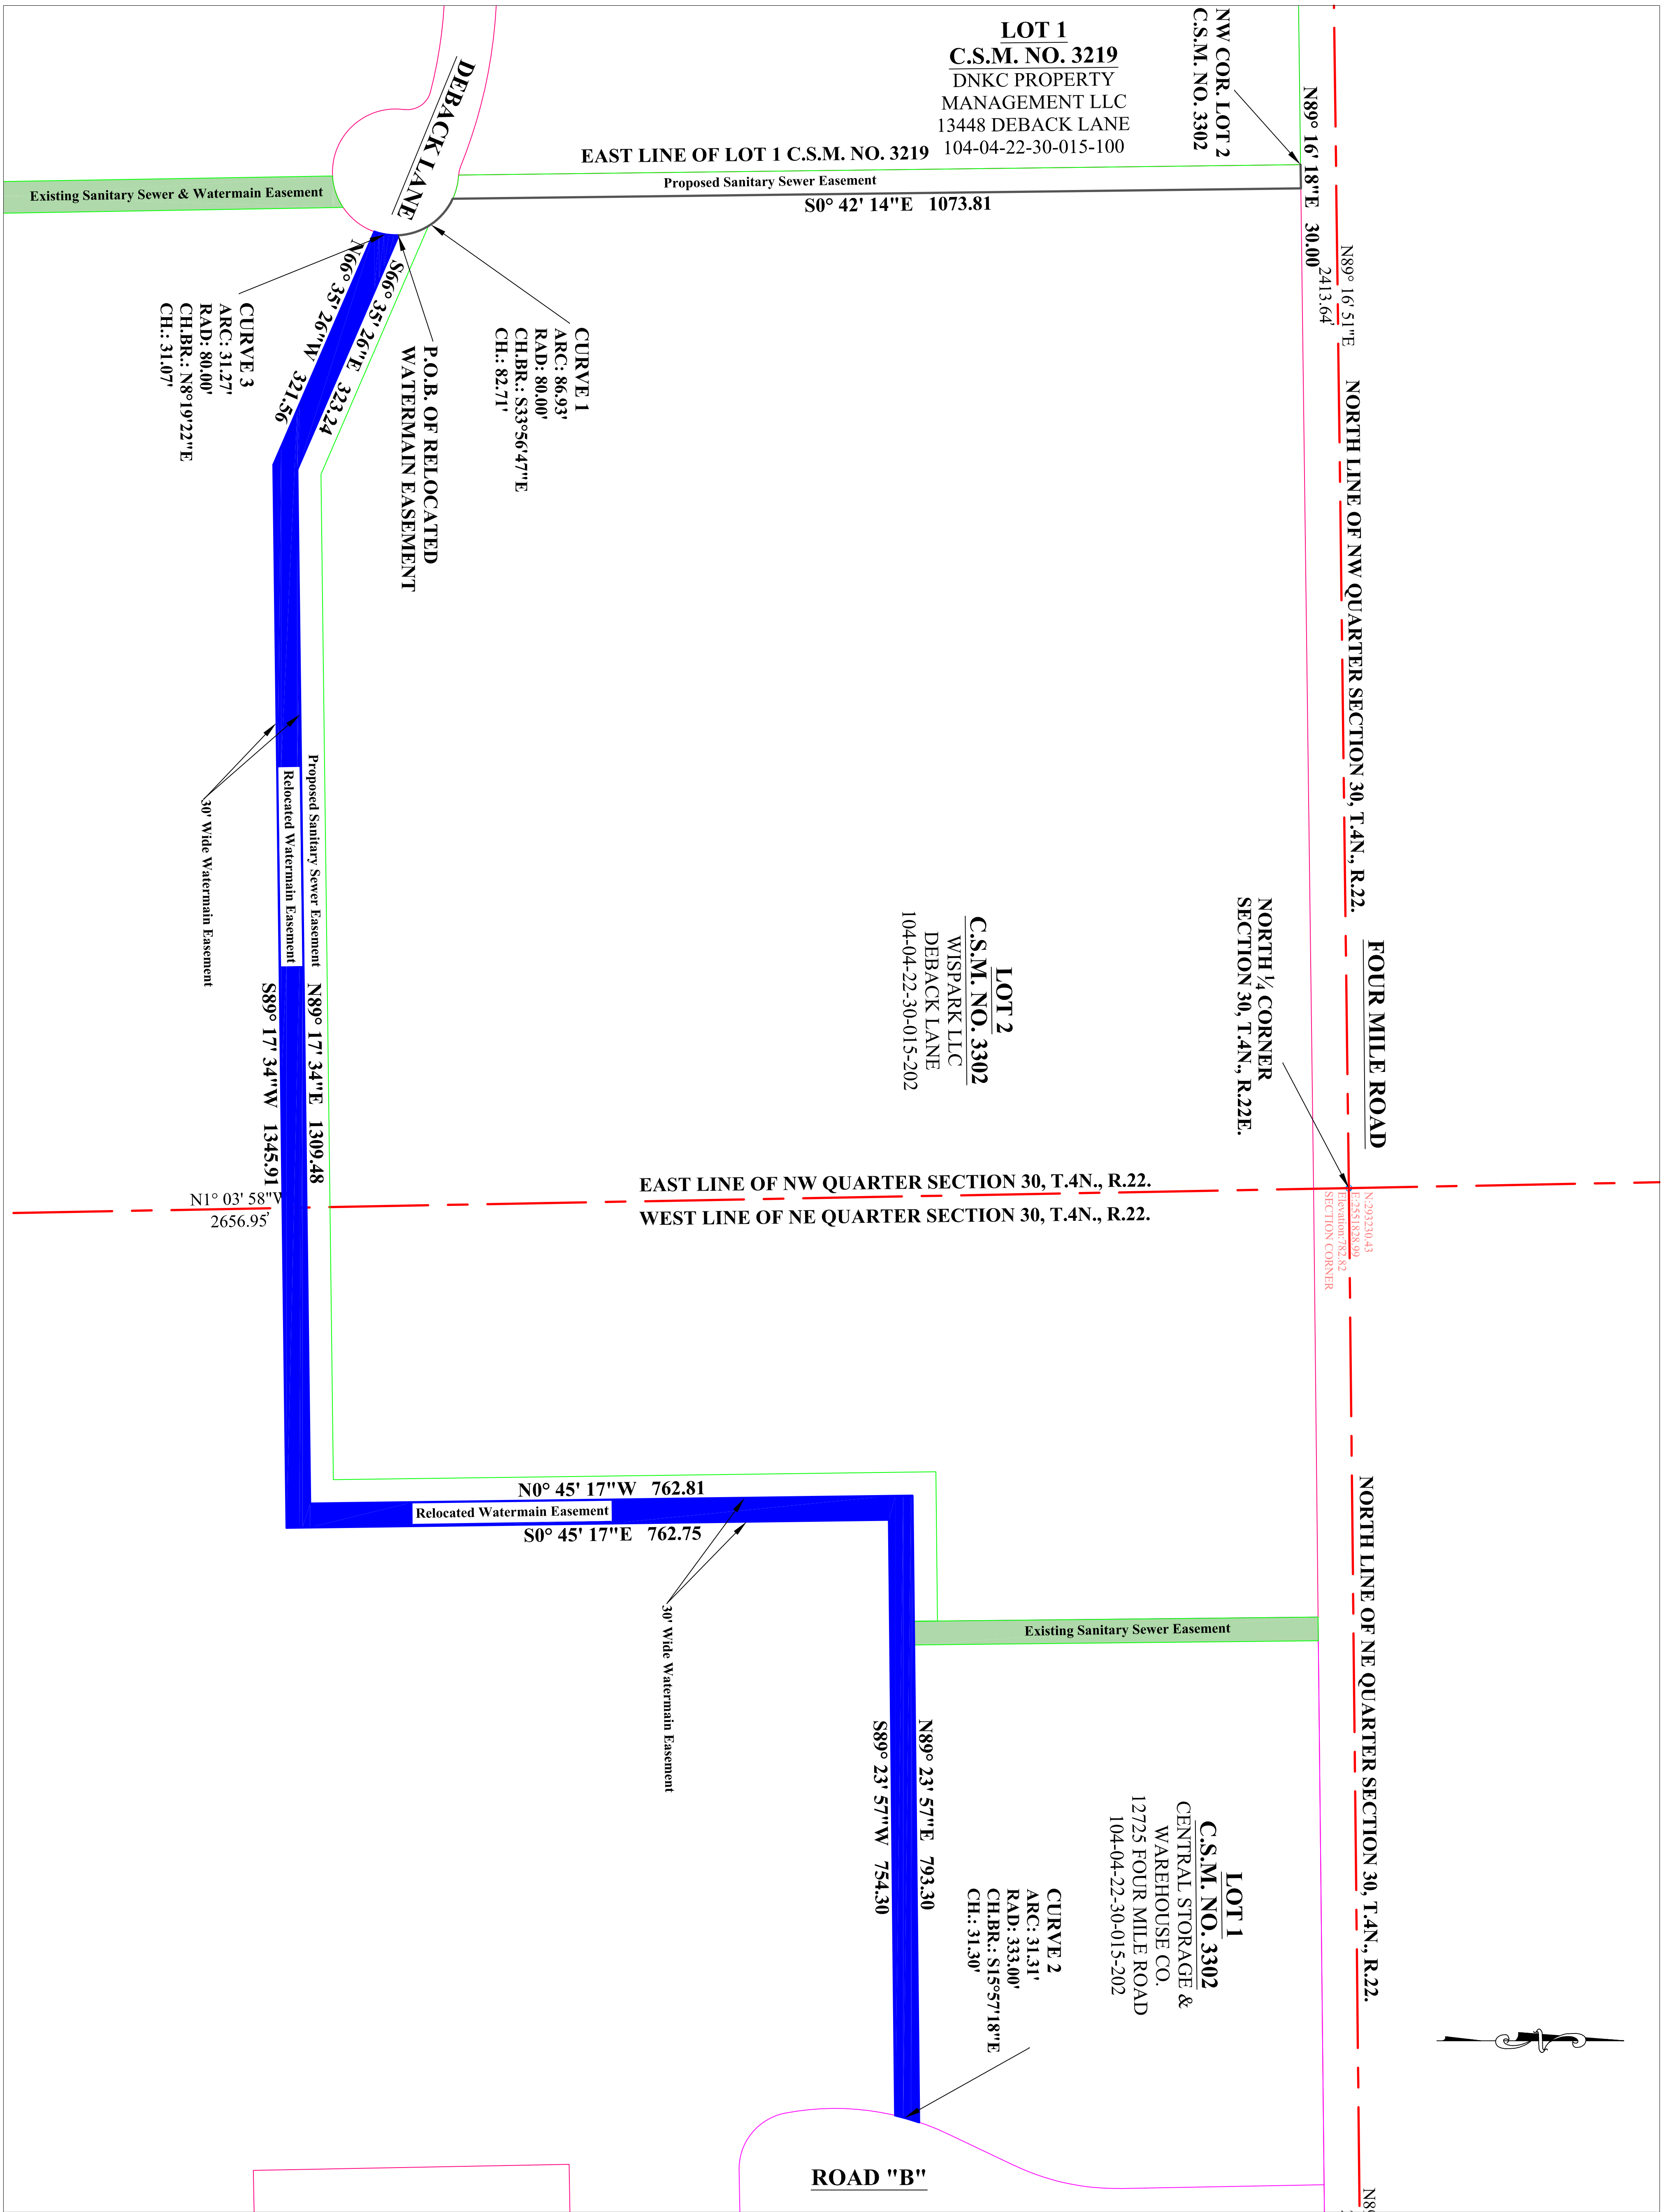 FOUR MILE ROAD
N89° 16' 51"E
2413.64'
NORTH LINE OF NW QUARTER SECTION 30, T.4N., R.22.
NORTH LINE OF NE QUARTER SECTION 30, T.4N., R.22.
N:293230.43
E:2551828.99
Elevation:782.82
SECTION CORNER
N89° 16' 18"E 30.00
NW COR. LOT 2
C.S.M. NO. 3302
NORTH ¼ CORNER
SECTION 30, T.4N., R.22E.
LOT 1
C.S.M. NO. 3219
DNKC PROPERTY
MANAGEMENT LLC
13448 DEBACK LANE
104-04-22-30-015-100
EAST LINE OF LOT 1 C.S.M. NO. 3219
Proposed Sanitary Sewer Easement
S0° 42' 14"E 1073.81
LOT 2
C.S.M. NO. 3302
WISPARK LLC
DEBACK LANE
104-04-22-30-015-202
LOT 1
C.S.M. NO. 3302
CENTRAL STORAGE &
WAREHOUSE CO.
12725 FOUR MILE ROAD
104-04-22-30-015-202
Existing Sanitary Sewer Easement
EAST LINE OF NW QUARTER SECTION 30, T.4N., R.22.
WEST LINE OF NE QUARTER SECTION 30, T.4N., R.22.
N1° 03' 58"W
2656.95'
CURVE 2
ARC: 31.31'
RAD: 333.00'
CH.BR.: S15°57'18"E
CH.: 31.30'
N89° 23' 57"E 793.30
S89° 23' 57"W 754.30
ROAD "B"
CURVE 1
ARC: 86.93'
RAD: 80.00'
CH.BR.: S33°56'47"E
CH.: 82.71'
P.O.B. OF RELOCATED
WATERMAIN EASEMENT
DEBACK LANE
Existing Sanitary Sewer & Watermain Easement
S66° 35' 26"E 323.24
N66° 35' 26"W 321.56
CURVE 3
ARC: 31.27'
RAD: 80.00'
CH.BR.: N8°19'22"E
CH.: 31.07'
Proposed Sanitary Sewer Easement
N89° 17' 34"E 1309.48
Relocated Watermain Easement
S89° 17' 34"W 1345.91
30' Wide Watermain Easement
N0° 45' 17"W 762.81
Relocated Watermain Easement
S0° 45' 17"E 762.75
30' Wide Watermain Easement